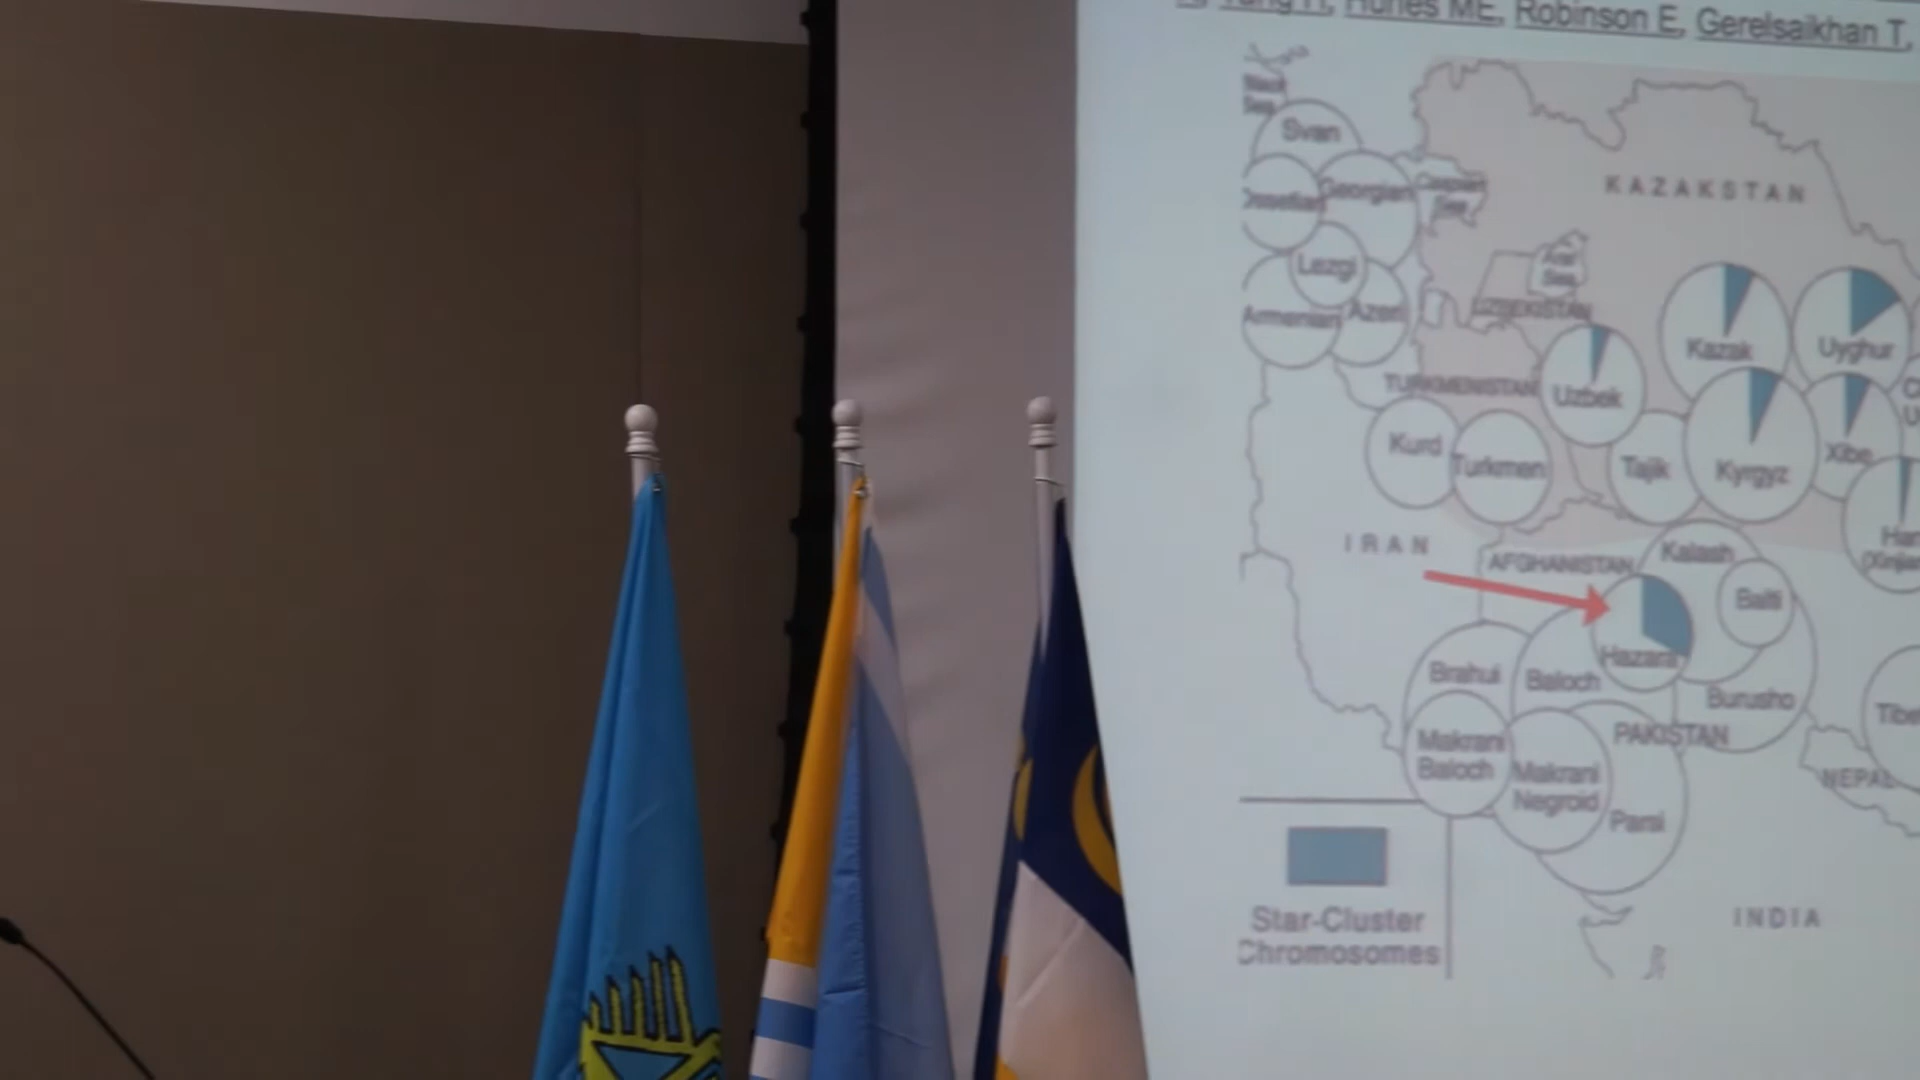 Yung H, Hurles ME, Robinson E, Gerelsaikhan T,
Black
Sea
Svan
Georgian
Caspian
Sea
KAZAKSTAN
Lezgi
Aral
Sea
UZBEKISTAN
Armenian
Azeri
Kazak
Uyghur
TURKMENISTAN
Uzbek
Kurd
Turkmen
Tajik
Kyrgyz
Xibe
IRAN
AFGHANISTAN
Kalash
Balti
Hazara
Brahui
Baloch
Burusho
Makrani
Baloch
Makrani
Negroid
PAKISTAN
Parsi
NEPAL
Star-Cluster
Chromosomes
INDIA